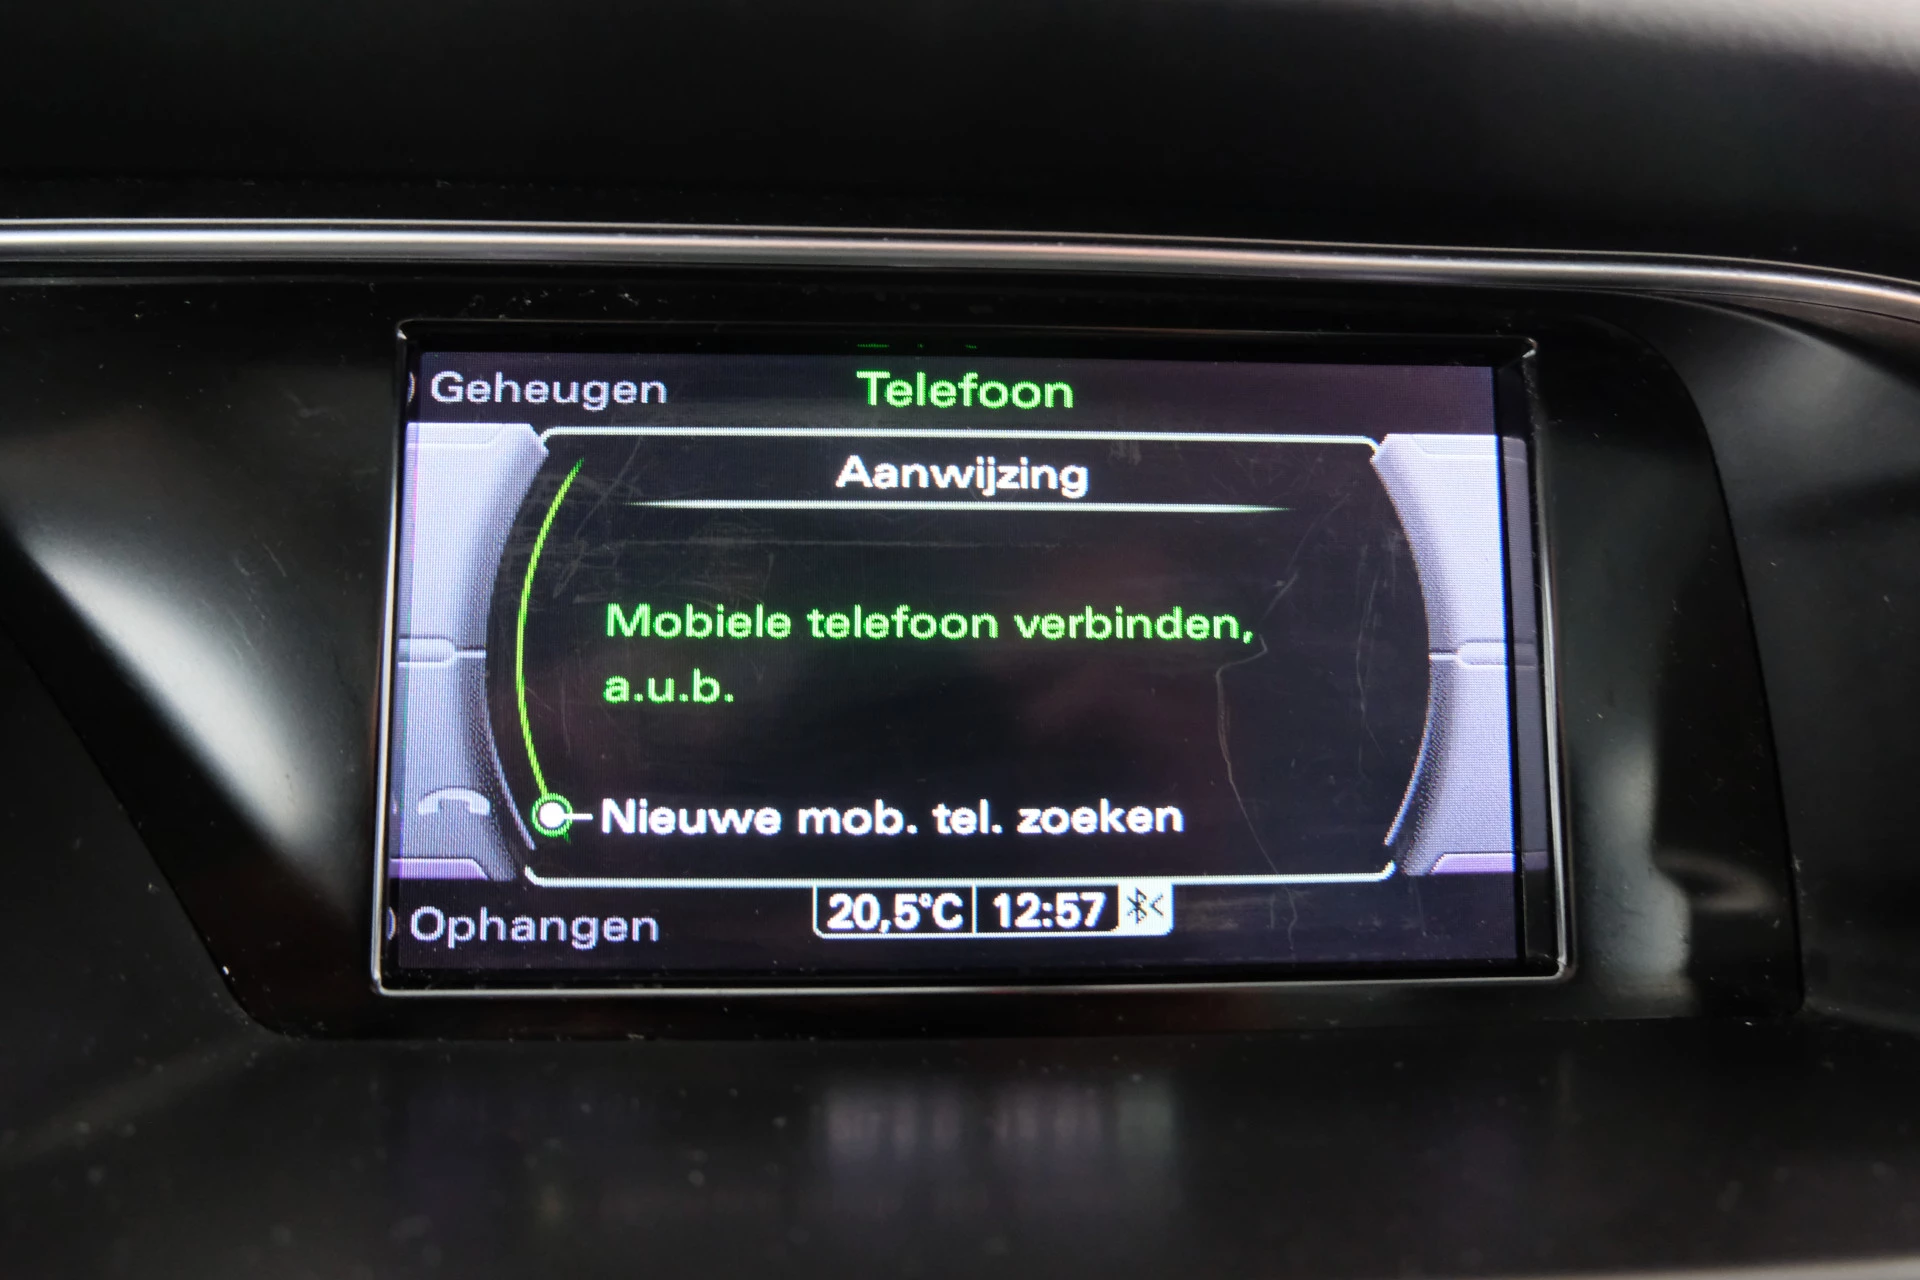 Geheugen
Telefoon
Aanwijzing
Mobiele telefoon verbinden,
a.u.b.
Nieuwe mob. tel. zoeken
Ophangen
20,5°C 12:57